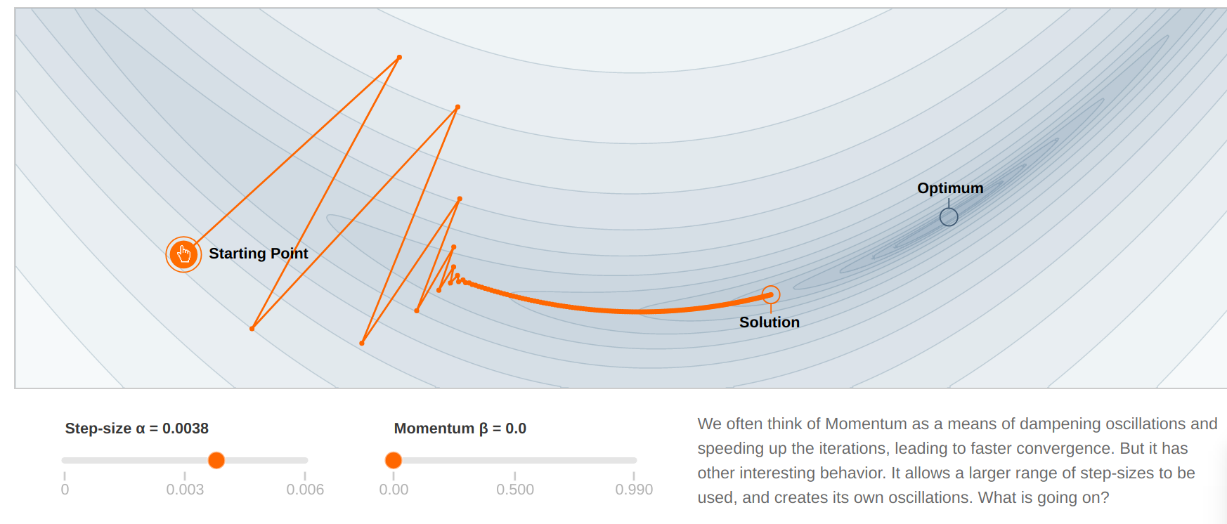 Optimum
Starting Point
Solution
Step-size α = 0.0038
0
0.003
0.006
Momentum β = 0.0
0.00
0.500
0.990
We often think of Momentum as a means of dampening oscillations and
speeding up the iterations, leading to faster convergence. But it has
other interesting behavior. It allows a larger range of step-sizes to be
used, and creates its own oscillations. What is going on?